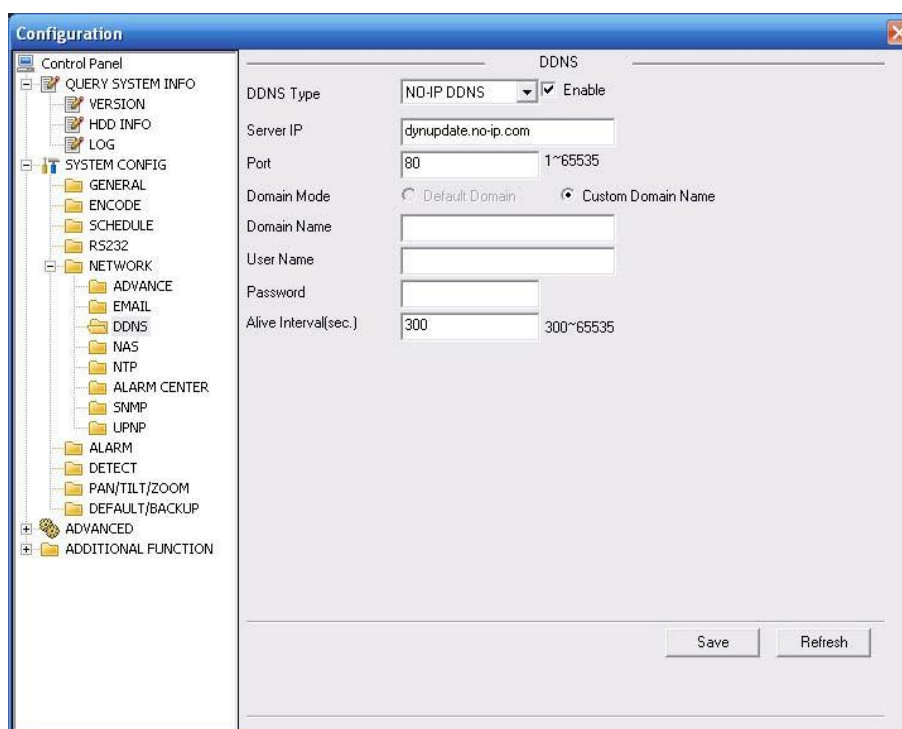 Configuration
Control Panel
QUERY SYSTEM INFO
VERSION
HDD INFO
LOG
SYSTEM CONFIG
GENERAL
ENCODE
SCHEDULE
RS232
NETWORK
ADVANCE
EMAIL
DDNS
NAS
NTP
ALARM CENTER
SNMP
UPNP
ALARM
DETECT
PAN/TILT/ZOOM
DEFAULT/BACKUP
ADVANCED
ADDITIONAL FUNCTION
DDNS
DDNS Type NO-IP DDNS Enable
Server IP dynupdate.no-ip.com
Port 80 1~65535
Domain Mode Default Domain Custom Domain Name
Domain Name
User Name
Password
Alive Interval(sec.) 300 300~65535
Save Refresh